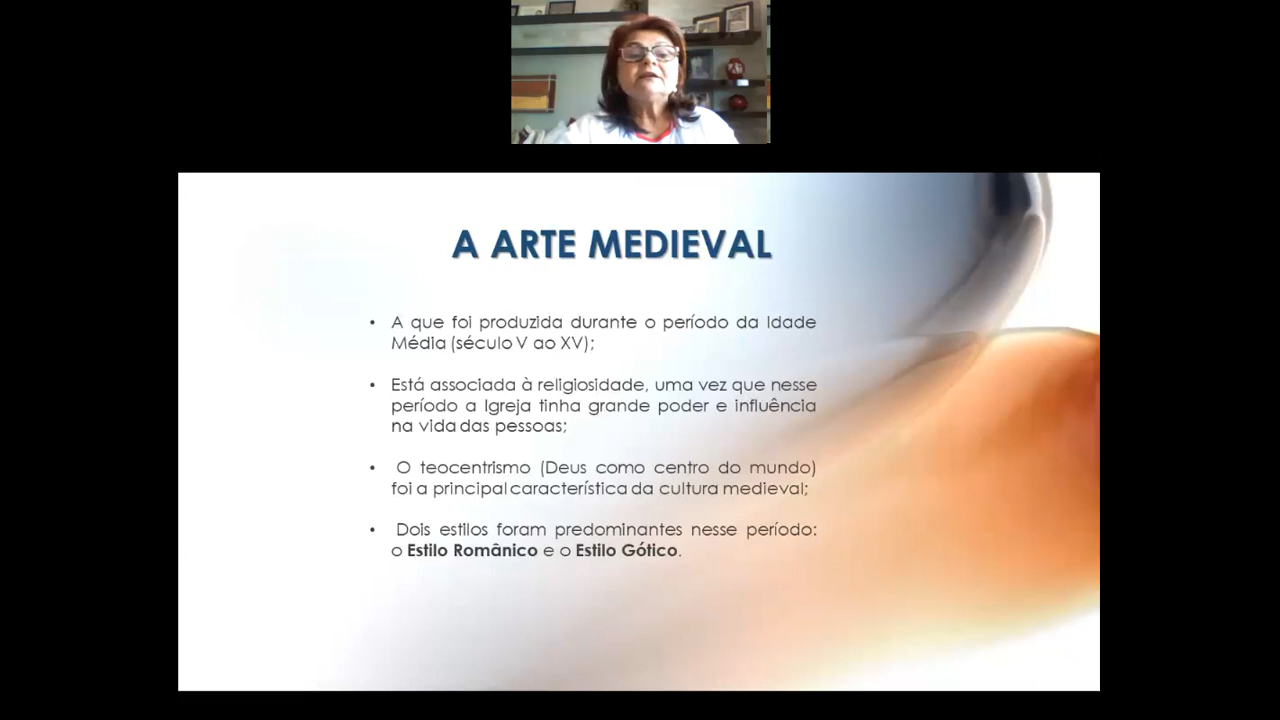 A ARTE MEDIEVAL
• A que foi produzida durante o período da Idade
Média (século V ao XV);
• Está associada à religiosidade, uma vez que nesse
período a Igreja tinha grande poder e influência
na vida das pessoas;
• O teocentrismo (Deus como centro do mundo)
foi a principal característica da cultura medieval;
• Dois estilos foram predominantes nesse período:
o Estilo Românico e o Estilo Gótico.